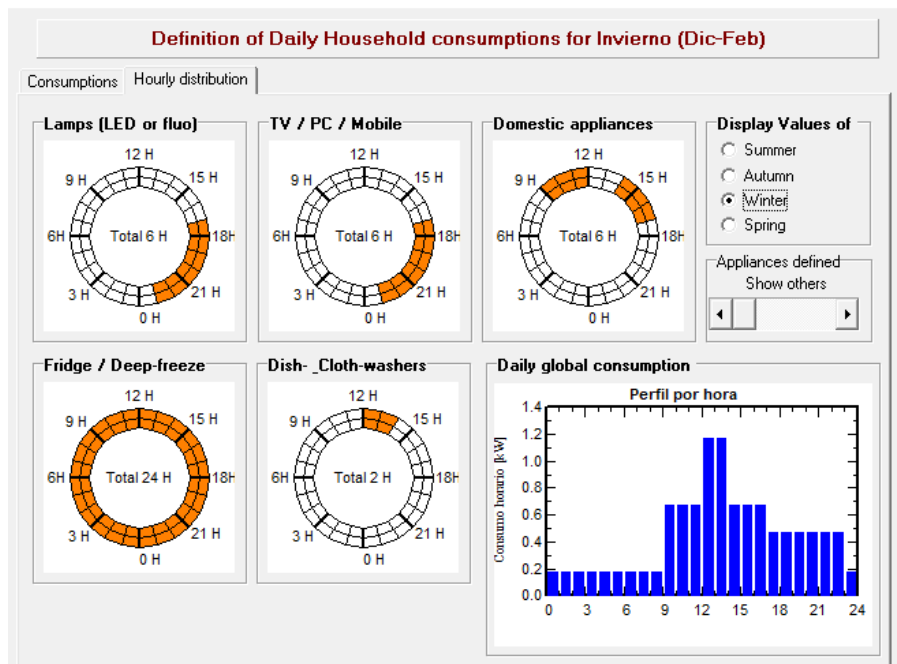 Definition of Daily Household consumptions for Invierno (Dic-Feb)
Consumptions
Hourly distribution
Lamps (LED or fluo)
12 H
9 H
15 H
6H
Total 6 H
18H
3 H
21 H
0 H
TV / PC / Mobile
12 H
9 H
15 H
6H
Total 6 H
18H
3 H
21 H
0 H
Domestic appliances
12 H
9 H
15 H
6H
Total 6 H
18H
3 H
21 H
0 H
Display Values of
Summer
Autumn
Winter
Spring
Appliances defined
Show others
Fridge / Deep-freeze
12 H
9 H
15 H
6H
Total 24 H
18H
3 H
21 H
0 H
Dish- _Cloth-washers
12 H
9 H
15 H
6H
Total 2 H
18H
3 H
21 H
0 H
Daily global consumption
Perfil por hora
Consumo horario [kW]
1.4
1.2
1.0
0.8
0.6
0.4
0.2
0.0
0 3 6 9 12 15 18 21 24